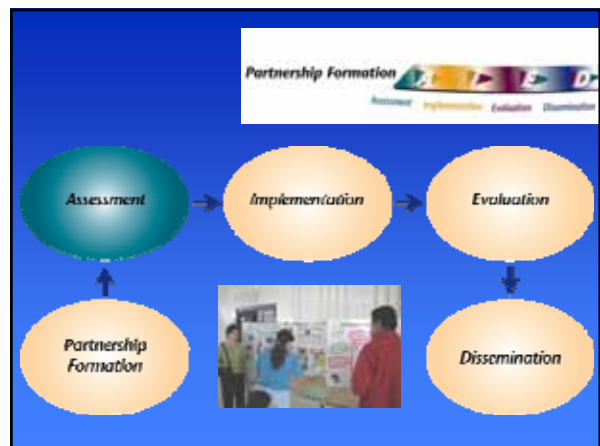 Partnership Formation
A I E D
Assessment Implementation Evaluation Dissemination
Assessment
Implementation
Evaluation
Partnership
Formation
Dissemination